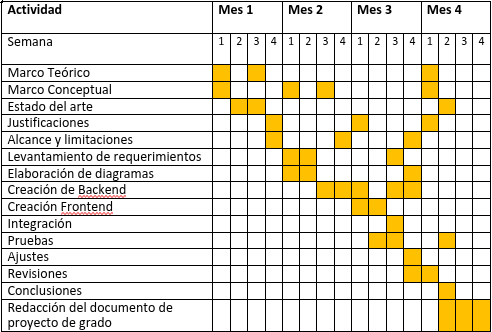 Actividad Mes 1 Mes 2 Mes 3 Mes 4
Semana 1 2 3 4 1 2 3 4 1 2 3 4 1 2 3 4
Marco Teórico
Marco Conceptual
Estado del arte
Justificaciones
Alcance y limitaciones
Levantamiento de requerimientos
Elaboración de diagramas
Creación de Backend
Creación Frontend
Integración
Pruebas
Ajustes
Revisiones
Conclusiones
Redacción del documento de
proyecto de grado